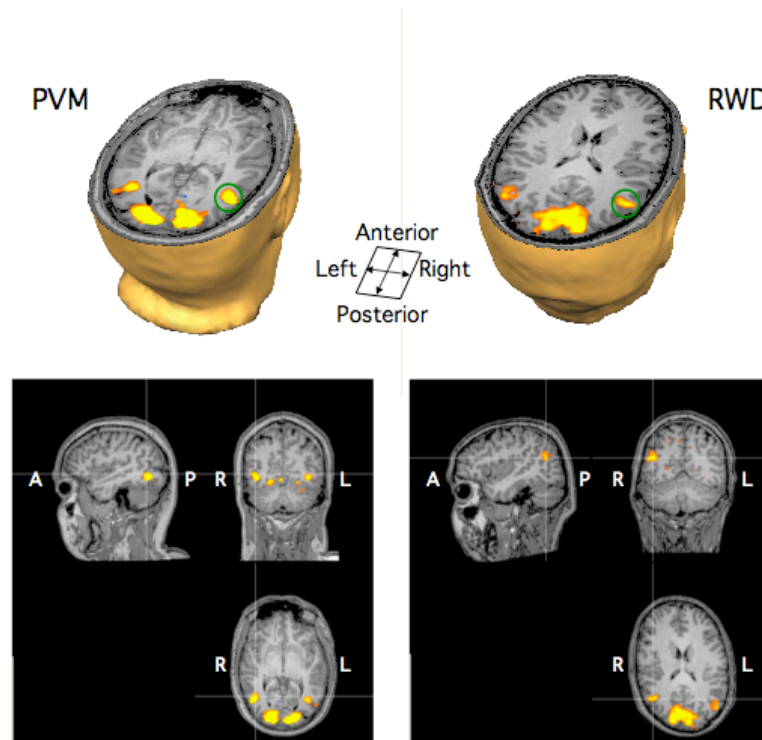 PVM
RWD
Anterior
Left Right
Posterior
A P R L
A P R L
R L
R L